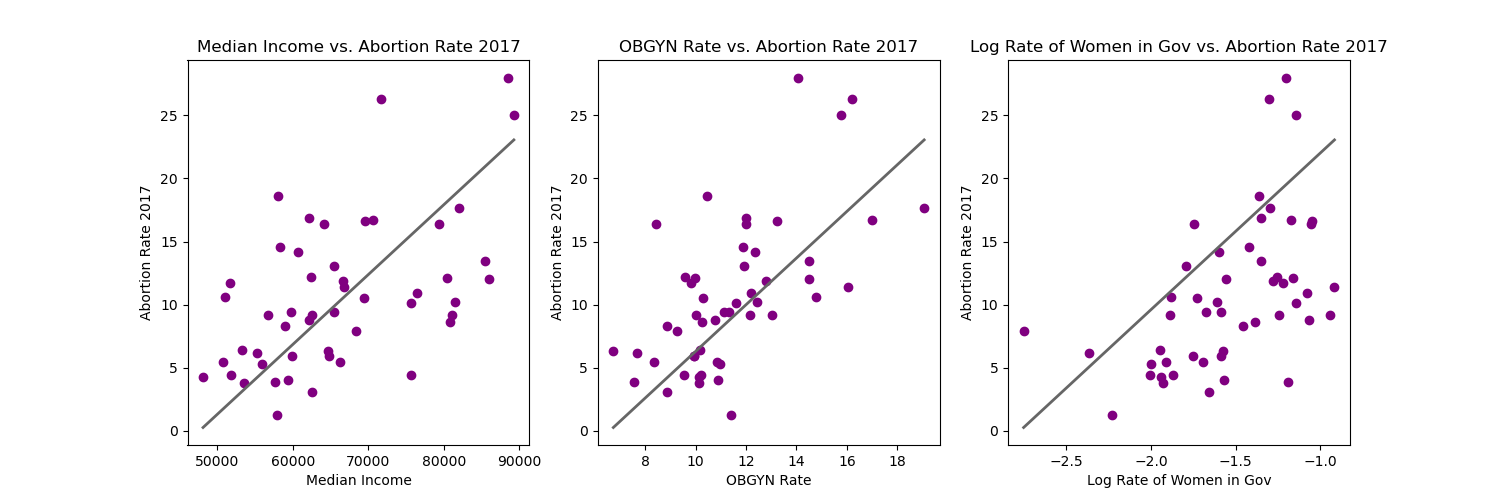 Median Income vs. Abortion Rate 2017
Abortion Rate 2017
25
20
15
10
5
0
50000 60000 70000 80000 90000
Median Income
OBGYN Rate vs. Abortion Rate 2017
Abortion Rate 2017
25
20
15
10
5
0
8 10 12 14 16 18
OBGYN Rate
Log Rate of Women in Gov vs. Abortion Rate 2017
Abortion Rate 2017
25
20
15
10
5
0
−2.5 −2.0 −1.5 −1.0
Log Rate of Women in Gov